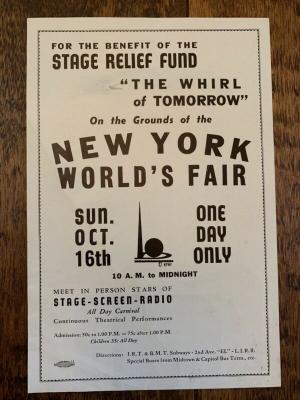 FOR THE BENEFIT OF THE
STAGE RELIEF FUND
"THE WHIRL
of TOMORROW"
On the Grounds of the
NEW YORK
WORLD'S FAIR
SUN.
OCT.
16th
ONE
DAY
ONLY
10 A. M. to MIDNIGHT
MEET IN PERSON STARS OF
STAGE-SCREEN-RADIO
All Day Carnival
Continuous Theatrical Performances
Admission: 50c to 1.00 P.M. — 75c after 1.00 P.M.
Children 25c All Day
Directions: I.R.T. & B.M.T. Subways - 2nd Ave. "EL" - L.I.R.R.
Special Buses from Midtown & Capitol Bus Term., etc.